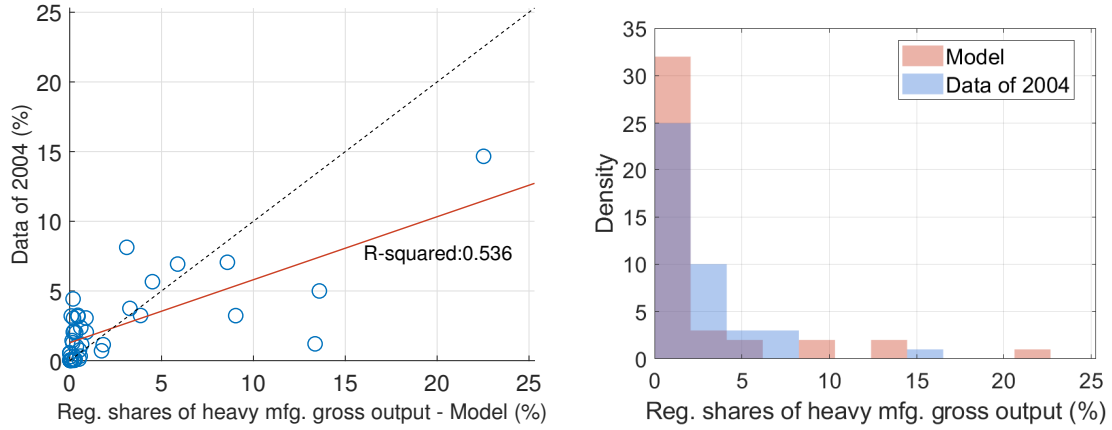 25
20
15
10
5
0
Data of 2004 (%)
R-squared:0.536
0 5 10 15 20 25
Reg. shares of heavy mfg. gross output - Model (%)
35
30
25
20
15
10
5
0
Density
Model
Data of 2004
0 5 10 15 20 25
Reg. shares of heavy mfg. gross output (%)